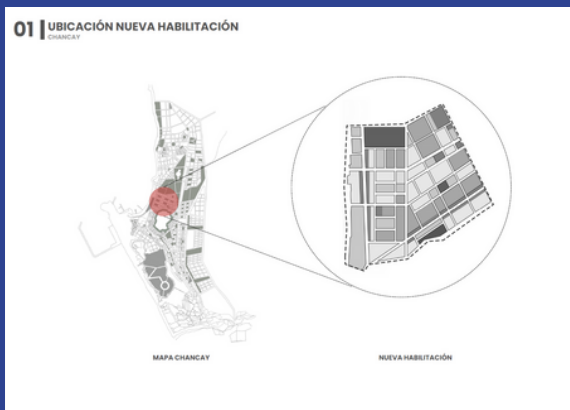 01 | UBICACIÓN NUEVA HABILITACIÓN
CHANCAY
MAPA CHANCAY
NUEVA HABILITACIÓN